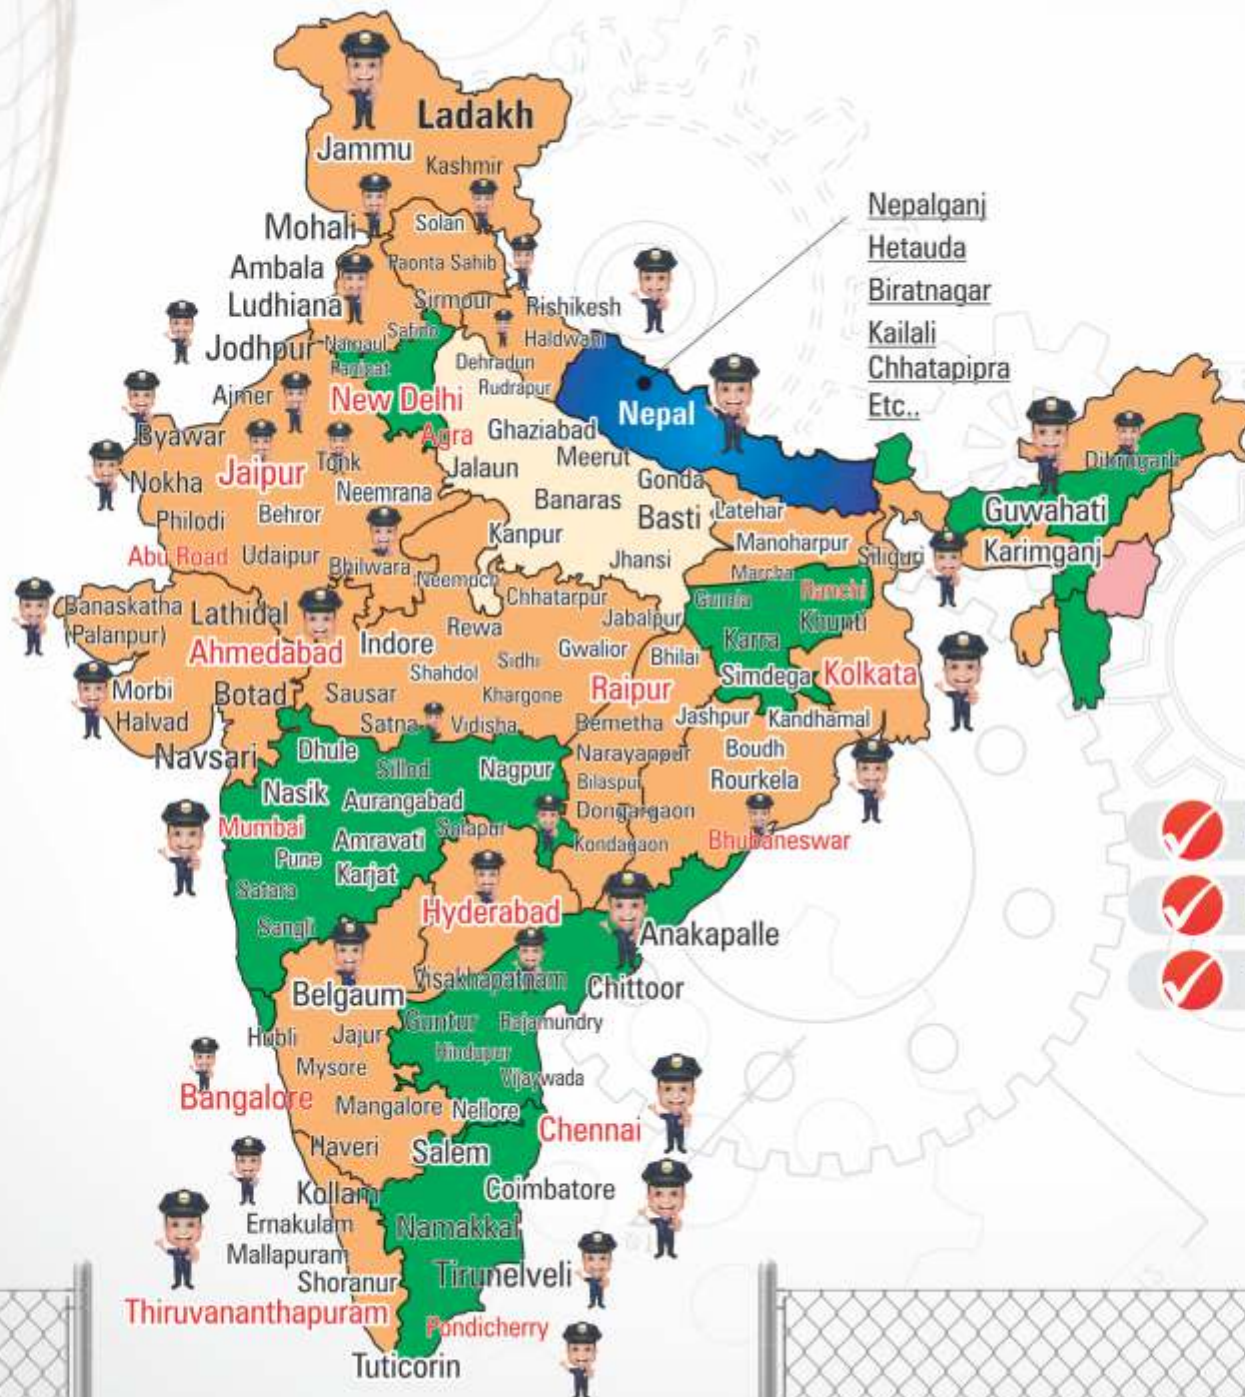 Ladakh
Jammu
Kashmir
Mohali
Solan
Nepalganj
Hetauda
Biratnagar
Kailali
Chhatapipra
Etc..
Ambala
Paonta Sahib
Ludhiana
Sirmour
Rishikesh
Jodhpur
Narnaul
Safido
Haldwani
Panipat
Dehradun
Rudrapur
Ajmer
New Delhi
Nepal
Byawar
Agra
Ghaziabad
Meerut
Nokha
Jaipur
Tonk
Jalaun
Gonda
Neemrana
Banaras
Basti
Latehar
Philodi
Behror
Kanpur
Manoharpur
Guwahati
Abu Road
Udaipur
Bhilwara
Jhansi
Siliguri
Karimganj
Neemuch
Marcha
Ranchi
Banaskatha
(Palanpur)
Lathidal
Chhatarpur
Gumla
Jabalpur
Khunti
Ahmedabad
Indore
Rewa
Gwalior
Karra
Bhilai
Sidhi
Shahdol
Simdega
Kolkata
Morbi
Botad
Sausar
Khargone
Raipur
Halvad
Satna
Vidisha
Bemetha
Jashpur
Kandhamal
Navsari
Dhule
Sillod
Nagpur
Narayanpur
Boudh
Bilaspur
Rourkela
Nasik
Aurangabad
Dongargaon
Mumbai
Amravati
Solapur
Kondagaon
Bhubaneswar
Pune
Karjat
Satara
Sangli
Hyderabad
Anakapalle
Visakhapatnam
Chittoor
Belgaum
Hubli
Jajur
Guntur
Rajamundry
Hindupur
Mysore
Vijaywada
Bangalore
Mangalore
Nellore
Chennai
Haveri
Salem
Kollam
Coimbatore
Ernakulam
Namakkal
Mallapuram
Shoranur
Tirunelveli
Thiruvananthapuram
Pondicherry
Tuticorin